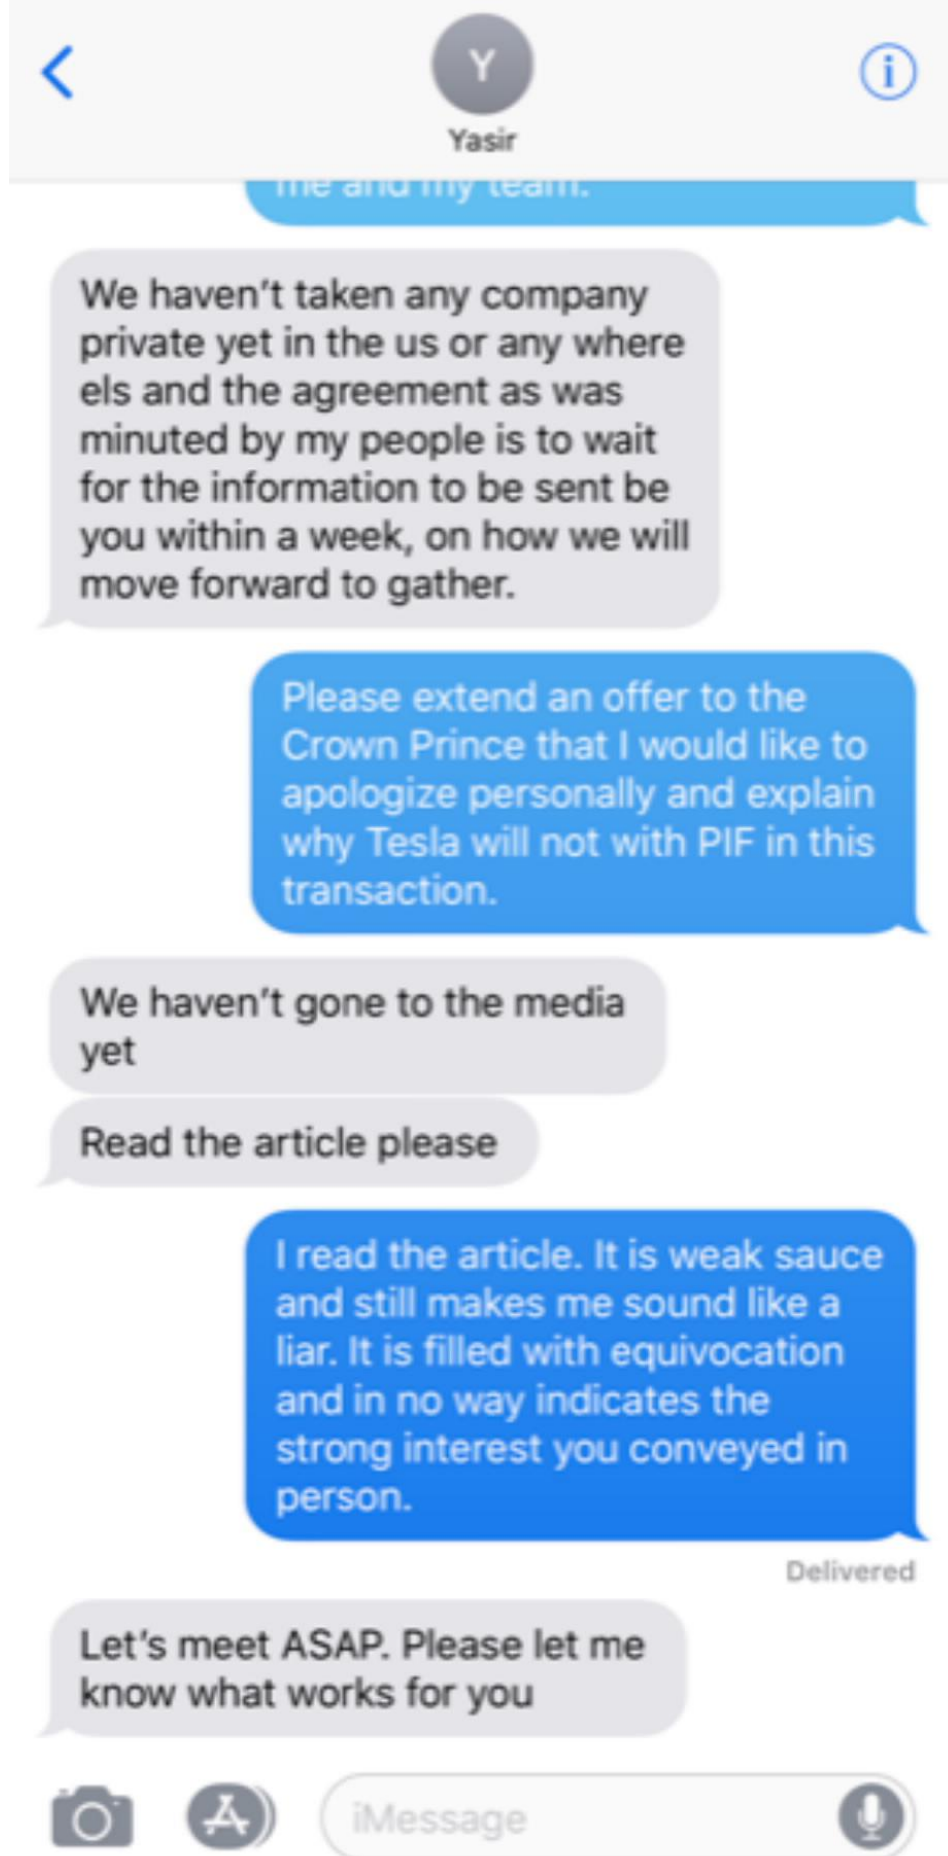 Y
Yasir
me and my team.
We haven't taken any company
private yet in the us or any where
els and the agreement as was
minuted by my people is to wait
for the information to be sent be
you within a week, on how we will
move forward to gather.
Please extend an offer to the
Crown Prince that I would like to
apologize personally and explain
why Tesla will not with PIF in this
transaction.
We haven't gone to the media
yet
Read the article please
I read the article. It is weak sauce
and still makes me sound like a
liar. It is filled with equivocation
and in no way indicates the
strong interest you conveyed in
person.
Delivered
Let's meet ASAP. Please let me
know what works for you
iMessage